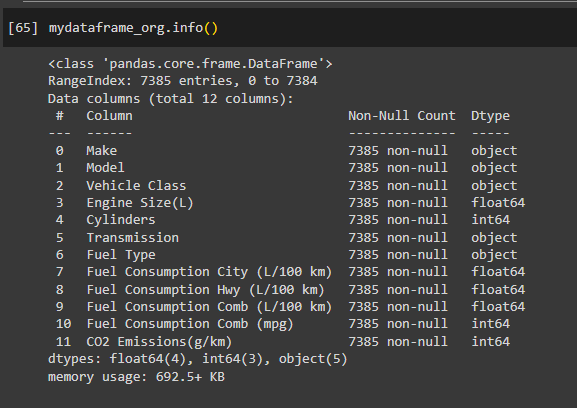 [65] mydataframe_org.info()
<class 'pandas.core.frame.DataFrame'>
RangeIndex: 7385 entries, 0 to 7384
Data columns (total 12 columns):
 #   Column                            Non-Null Count  Dtype
---  ------                            --------------  -----
 0   Make                              7385 non-null   object
 1   Model                             7385 non-null   object
 2   Vehicle Class                     7385 non-null   object
 3   Engine Size(L)                    7385 non-null   float64
 4   Cylinders                         7385 non-null   int64
 5   Transmission                      7385 non-null   object
 6   Fuel Type                         7385 non-null   object
 7   Fuel Consumption City (L/100 km)  7385 non-null   float64
 8   Fuel Consumption Hwy (L/100 km)   7385 non-null   float64
 9   Fuel Consumption Comb (L/100 km)  7385 non-null   float64
 10  Fuel Consumption Comb (mpg)       7385 non-null   int64
 11  CO2 Emissions(g/km)               7385 non-null   int64
dtypes: float64(4), int64(3), object(5)
memory usage: 692.5+ KB